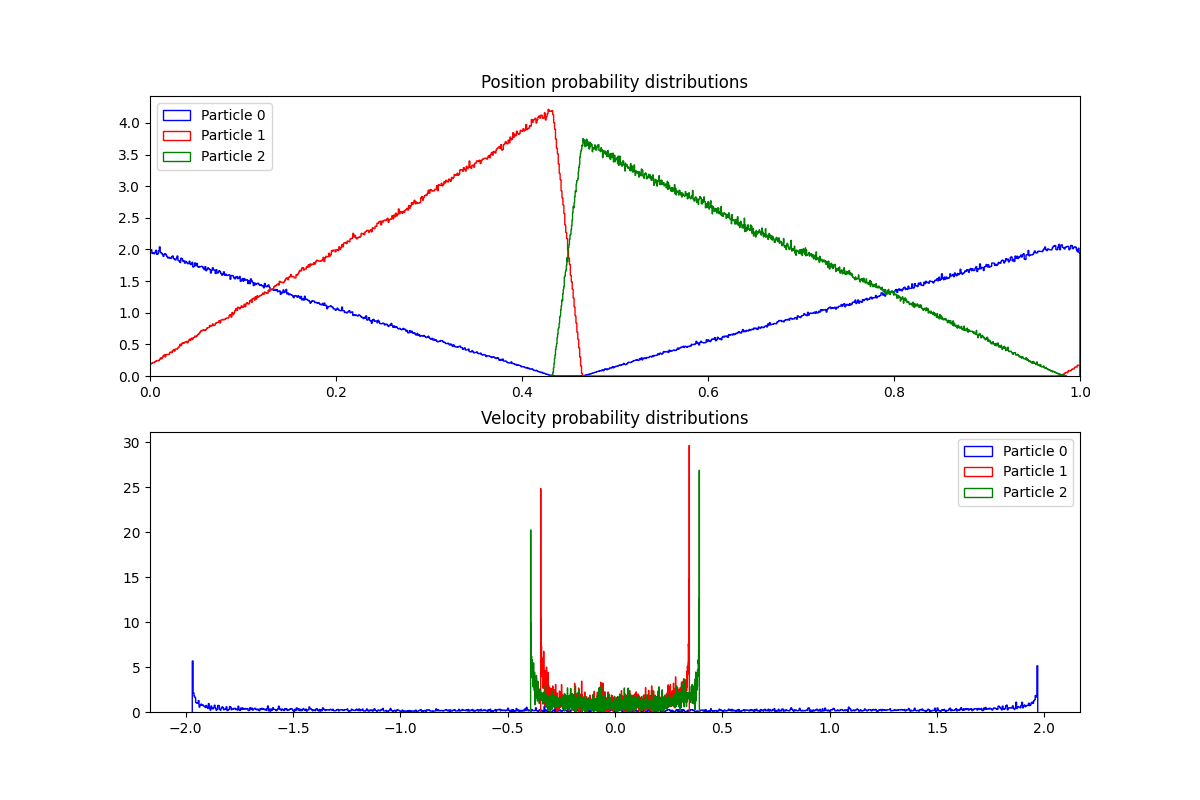 Position probability distributions
Particle 0
Particle 1
Particle 2
4.0
3.5
3.0
2.5
2.0
1.5
1.0
0.5
0.0
0.0 0.2 0.4 0.6 0.8 1.0
Velocity probability distributions
Particle 0
Particle 1
Particle 2
30
25
20
15
10
5
0
−2.0 −1.5 −1.0 −0.5 0.0 0.5 1.0 1.5 2.0